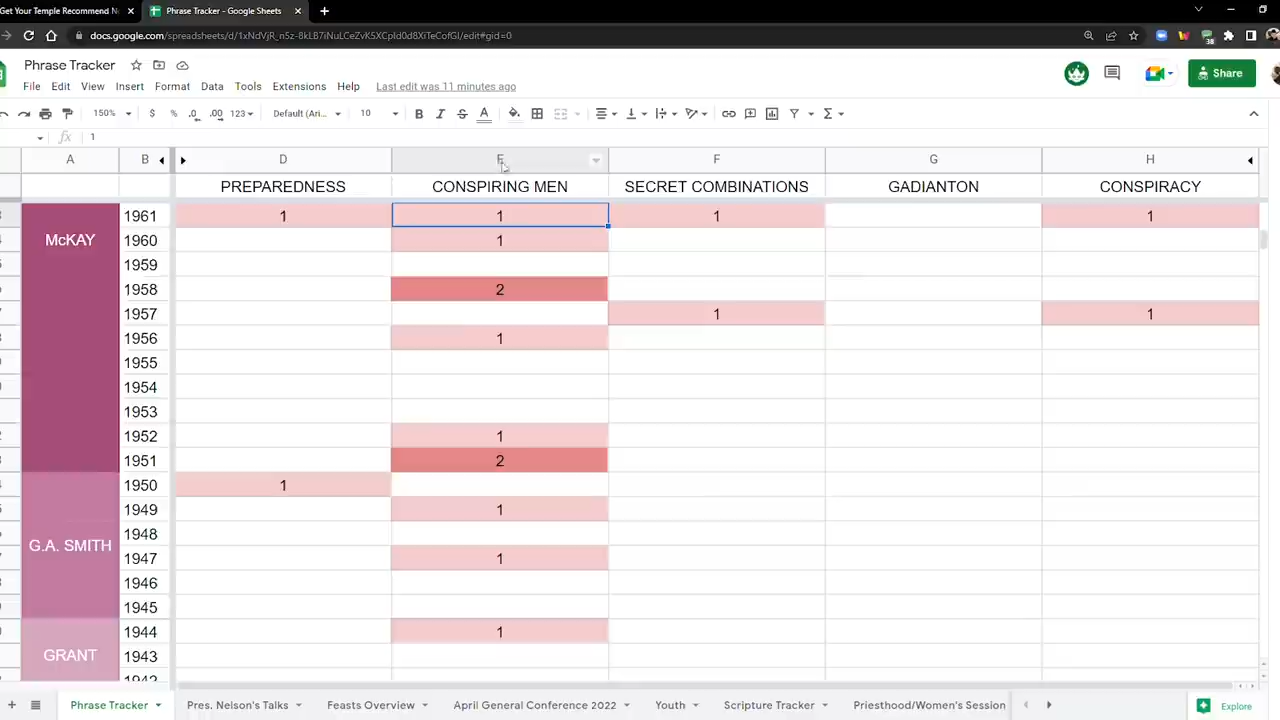 Get Your Temple Recommend N
Phrase Tracker - Google Sheets
docs.google.com/spreadsheets/d/1xNdVjR_n5z-8kLB7iNuLCeZvK5XCpId0d8XiTeCofGI/edit#gid=0
38
Phrase Tracker
File Edit View Insert Format Data Tools Extensions Help Last edit was 11 minutes ago
Share
150% $ % .0 .00 123 Default (Ari... 10 B I S A
fx 1
A B D E F G H
PREPAREDNESS CONSPIRING MEN SECRET COMBINATIONS GADIANTON CONSPIRACY
1961 1 1 1 1
McKAY 1960 1
1959
1958 2
1957 1 1
1956 1
1955
1954
1953
1952 1
1951 2
1950 1
1949 1
1948
G.A. SMITH
1947 1
1946
1945
1944 1
GRANT 1943
1942
Phrase Tracker Pres. Nelson's Talks Feasts Overview April General Conference 2022 Youth Scripture Tracker Priesthood/Women's Session
Explore